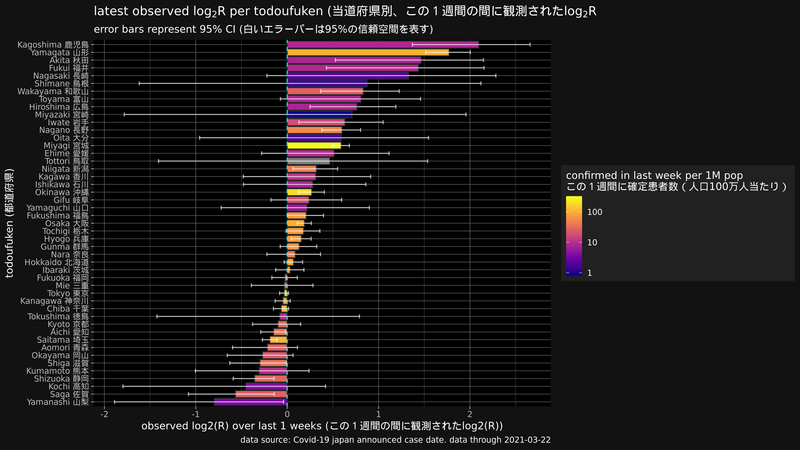 latest observed log₂R per todoufuken (当道府県別、この１週間の間に観測されたlog₂R
error bars represent 95% CI (白いエラーバーは95%の信頼空間を表す)
Kagoshima 鹿児島
Yamagata 山形
Akita 秋田
Fukui 福井
Nagasaki 長崎
Shimane 島根
Wakayama 和歌山
Toyama 富山
Hiroshima 広島
Miyazaki 宮崎
Iwate 岩手
Nagano 長野
Oita 大分
Miyagi 宮城
Ehime 愛媛
Tottori 鳥取
Niigata 新潟
Kagawa 香川
Ishikawa 石川
Okinawa 沖縄
Gifu 岐阜
Yamaguchi 山口
Fukushima 福島
Osaka 大阪
Tochigi 栃木
Hyogo 兵庫
Gunma 群馬
Nara 奈良
Hokkaido 北海道
Ibaraki 茨城
Fukuoka 福岡
Mie 三重
Tokyo 東京
Kanagawa 神奈川
Chiba 千葉
Tokushima 徳島
Kyoto 京都
Aichi 愛知
Saitama 埼玉
Aomori 青森
Okayama 岡山
Shiga 滋賀
Kumamoto 熊本
Shizuoka 静岡
Kochi 高知
Saga 佐賀
Yamanashi 山梨
todoufuken (都道府県)
-2 -1 0 1 2
observed log2(R) over last 1 weeks (この１週間の間に観測されたlog2(R))
data source: Covid-19 japan announced case date. data through 2021-03-22
confirmed in last week per 1M pop
この１週間に確定患者数 ( 人口100万人当たり )
100
10
1